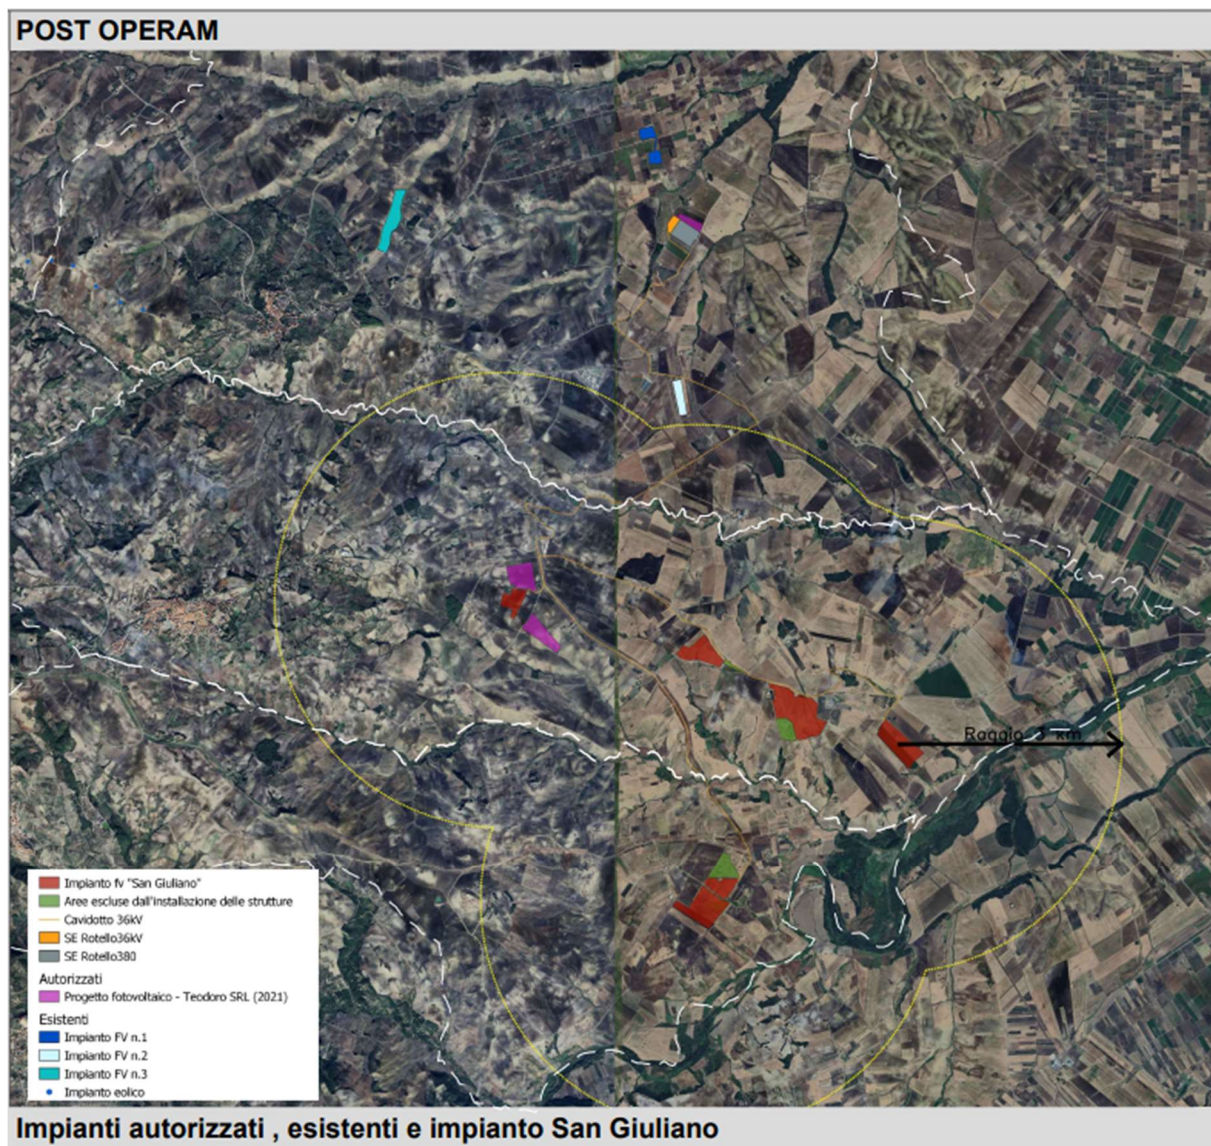 POST OPERAM
Raggio 3 km
Impianto fv "San Giuliano"
Aree escluse dall'installazione delle strutture
Cavidotto 36kV
SE Rotello36kV
SE Rotello380
Autorizzati
Progetto fotovoltaico - Teodoro SRL (2021)
Esistenti
Impianto FV n.1
Impianto FV n.2
Impianto FV n.3
Impianto eolico
Impianti autorizzati , esistenti e impianto San Giuliano